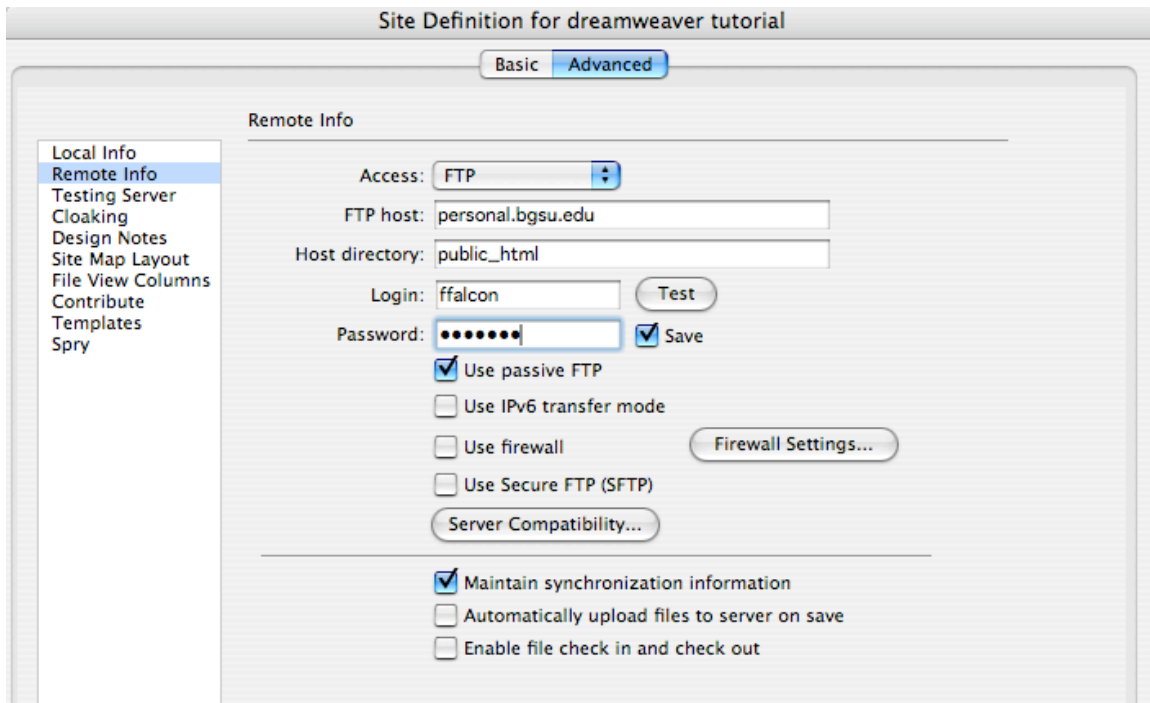 Site Definition for dreamweaver tutorial
Basic Advanced
Remote Info
Local Info
Remote Info
Testing Server
Cloaking
Design Notes
Site Map Layout
File View Columns
Contribute
Templates
Spry
Access: FTP
FTP host: personal.bgsu.edu
Host directory: public_html
Login: ffalcon Test
Password: ••••••• Save
Use passive FTP
Use IPv6 transfer mode
Use firewall Firewall Settings...
Use Secure FTP (SFTP)
Server Compatibility...
Maintain synchronization information
Automatically upload files to server on save
Enable file check in and check out